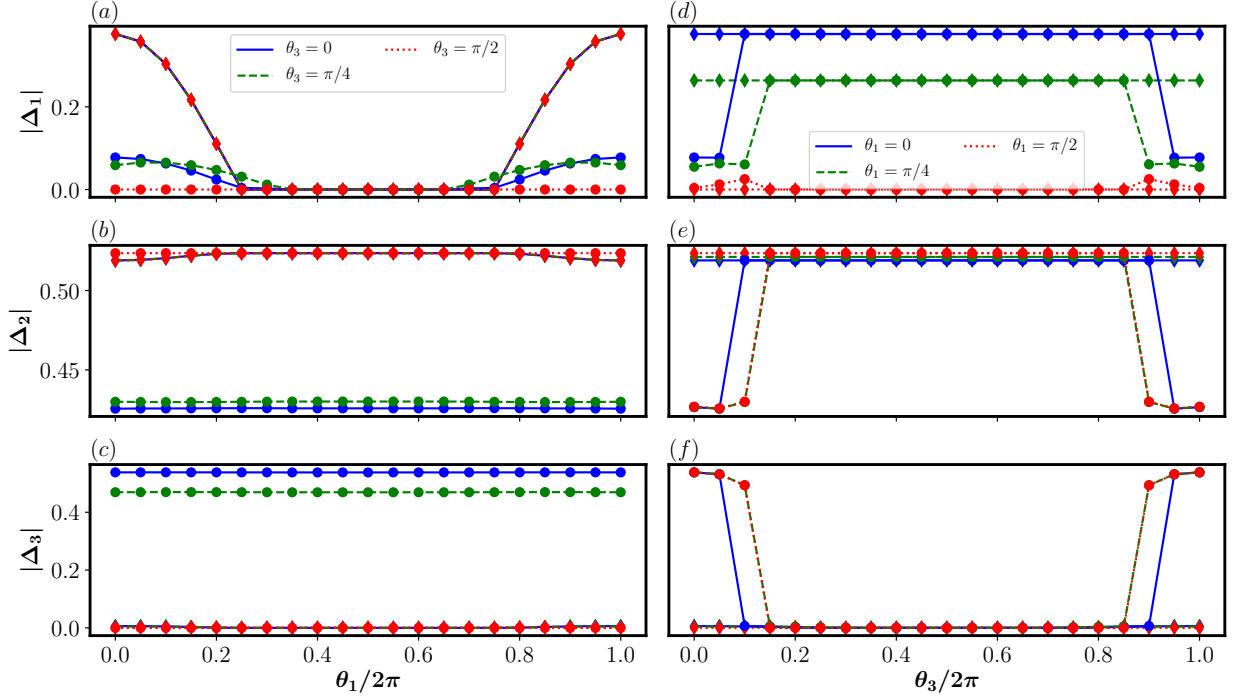 (a)
θ₃ = 0
θ₃ = π/2
θ₃ = π/4
|Δ₁|
0.2
0.0
(b)
|Δ₂|
0.50
0.45
(c)
|Δ₃|
0.4
0.2
0.0
0.0 0.2 0.4 0.6 0.8 1.0
θ₁/2π
(d)
θ₁ = 0
θ₁ = π/2
θ₁ = π/4
(e)
(f)
0.0 0.2 0.4 0.6 0.8 1.0
θ₃/2π